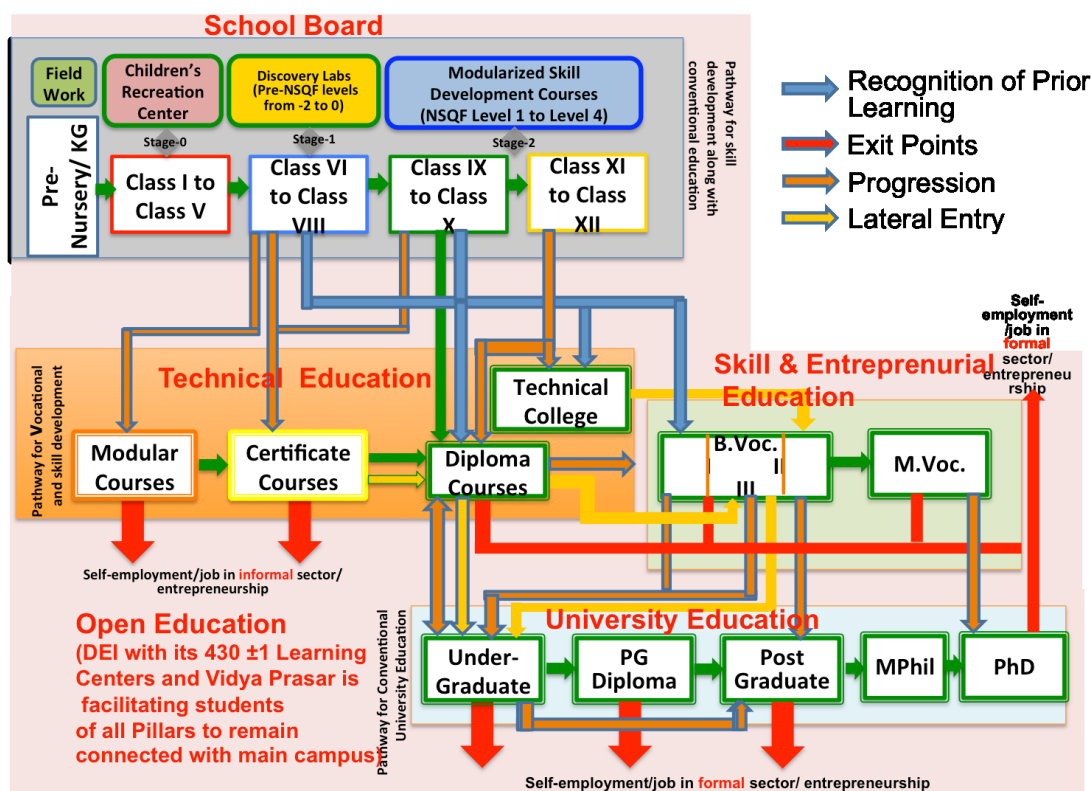 School Board
Field
Work
Children's
Recreation
Center
Discovery Labs
(Pre-NSQF levels
from -2 to 0)
Modularized Skill
Development Courses
(NSQF Level 1 to Level 4)
Pathway for skill
development along with
conventional education
Stage-0
Stage-1
Stage-2
Pre-
Nursery/ KG
Class I to
Class V
Class VI
to Class
VIII
Class IX
to Class
X
Class XI
to Class
XII
Recognition of Prior
Learning
Exit Points
Progression
Lateral Entry
Self-
employment
/job in
formal
sector/
entrepreneu
rship
Technical Education
Pathway for Vocational
and skill development
Technical
College
Modular
Courses
Certificate
Courses
Diploma
Courses
Skill & Entreprenurial
Education
B.Voc.
I II
III
M.Voc.
Self-employment/job in informal sector/
entrepreneurship
Open Education
(DEI with its 430 ±1 Learning
Centers and Vidya Prasar is
facilitating students
of all Pillars to remain
connected with main campus)
Pathway for Conventional
University Education
University Education
Under-
Graduate
PG
Diploma
Post
Graduate
MPhil
PhD
Self-employment/job in formal sector/ entrepreneurship